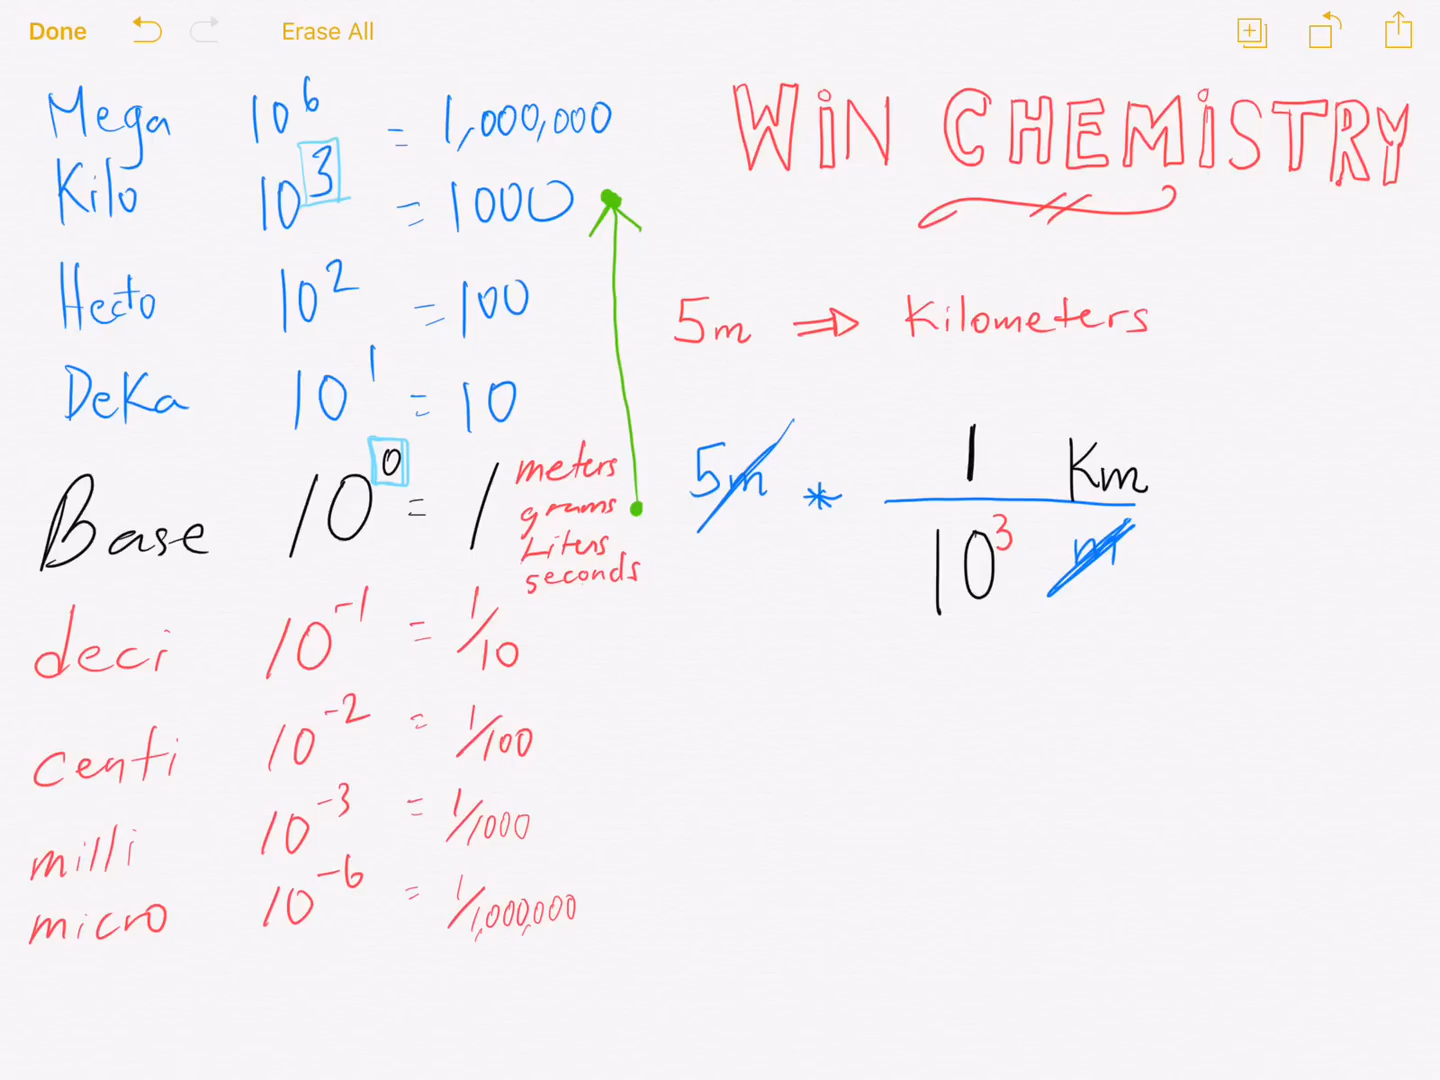 Done Erase All
Mega 10^6 = 1,000,000
Kilo 10^3 = 1000
Hecto 10^2 = 100
DeKa 10^1 = 10
Base 10^0 = 1 meters
grams
Liters
seconds
deci 10^-1 = 1/10
centi 10^-2 = 1/100
milli 10^-3 = 1/1000
micro 10^-6 = 1/1,000,000
WiN CHEMiSTRY
5m ⇒ Kilometers
5m * 1 Km
10^3 m